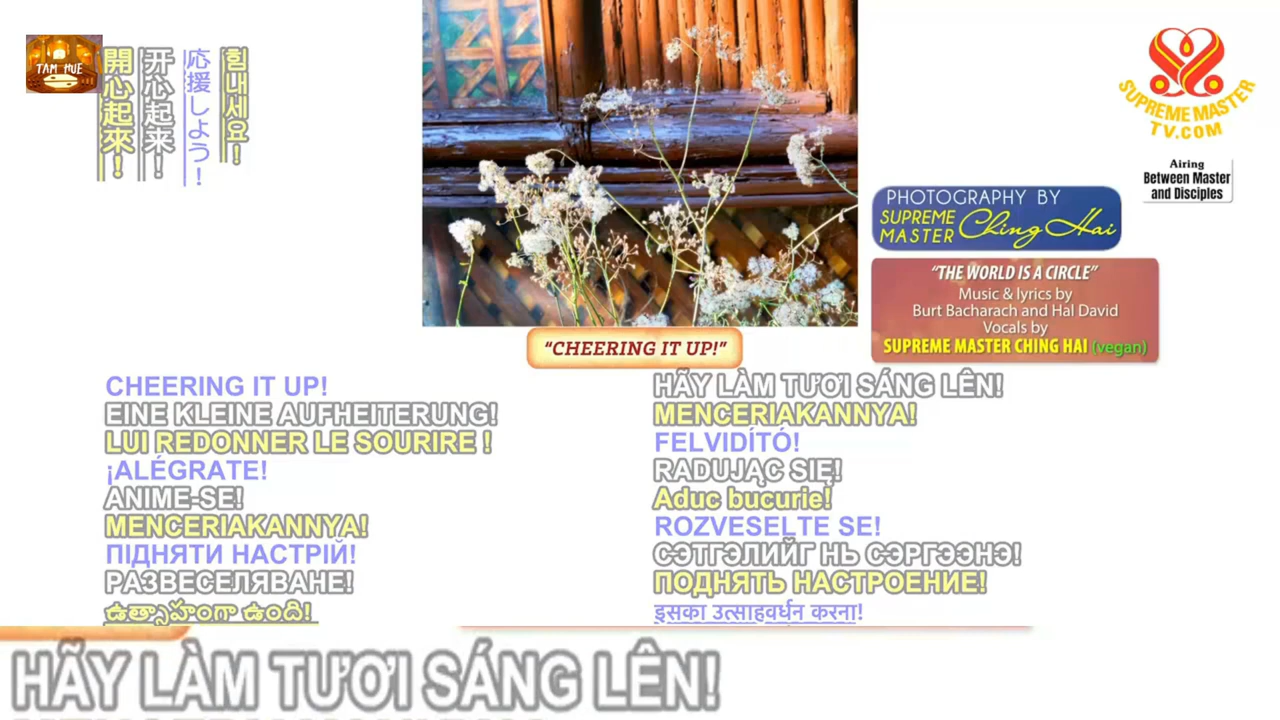 TAM HUE
開心起來！
开心起来！
応援しよう！
힘내세요!
SUPREME MASTER
TV.COM
Airing
Between Master
and Disciples
PHOTOGRAPHY BY
SUPREME
MASTER Ching Hai
"THE WORLD IS A CIRCLE"
Music & lyrics by
Burt Bacharach and Hal David
Vocals by
SUPREME MASTER CHING HAI (vegan)
"CHEERING IT UP!"
CHEERING IT UP!
EINE KLEINE AUFHEITERUNG!
LUI REDONNER LE SOURIRE !
¡ALÉGRATE!
ANIME-SE!
MENCERIAKANNYA!
ПІДНЯТИ НАСТРІЙ!
РАЗВЕСЕЛЯВАНЕ!
ఉత్సాహంగా ఉంది!
HÃY LÀM TƯƠI SÁNG LÊN!
MENCERIAKANNYA!
FELVIDÍTÓ!
RADUJĄC SIĘ!
Aduc bucurie!
ROZVESELTE SE!
СЭТГЭЛИЙГ НЬ СЭРГЭЭНЭ!
ПОДНЯТЬ НАСТРОЕНИЕ!
इसका उत्साहवर्धन करना!
HÃY LÀM TƯƠI SÁNG LÊN!